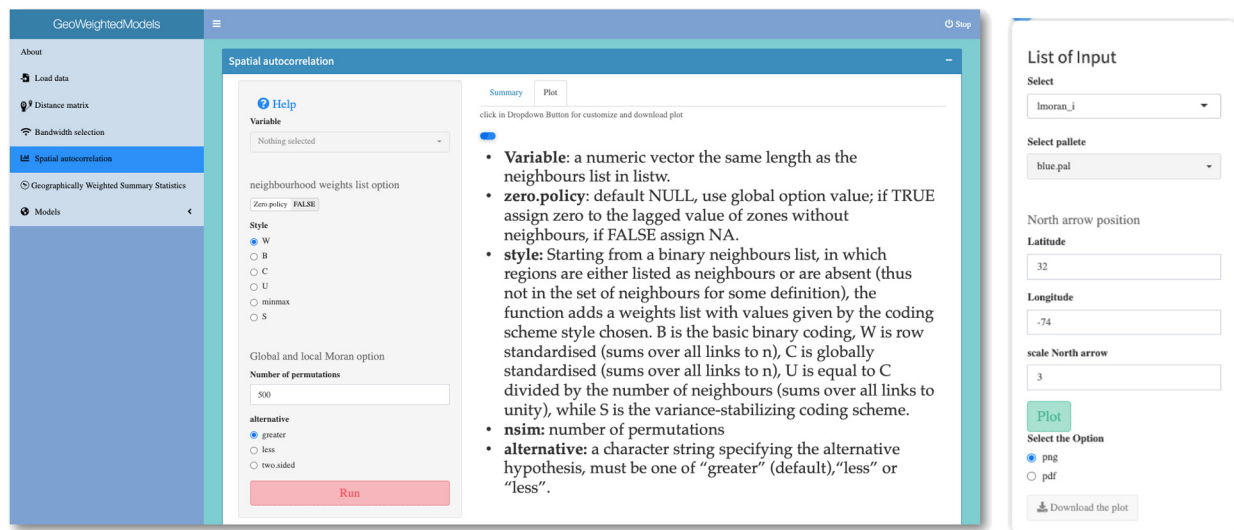 GeoWeightedModels
Stop
About
Load data
Distance matrix
Bandwidth selection
Spatial autocorrelation
Geographically Weighted Summary Statistics
Models
Spatial autocorrelation
Help
Variable
Nothing selected
neighbourhood weights list option
Zero.policy FALSE
Style
W
B
C
U
minmax
S
Global and local Moran option
Number of permutations
500
alternative
greater
less
two.sided
Run
Summary Plot
click in Dropdown Button for customize and download plot
• Variable: a numeric vector the same length as the
neighbours list in listw.
• zero.policy: default NULL, use global option value; if TRUE
assign zero to the lagged value of zones without
neighbours, if FALSE assign NA.
• style: Starting from a binary neighbours list, in which
regions are either listed as neighbours or are absent (thus
not in the set of neighbours for some definition), the
function adds a weights list with values given by the coding
scheme style chosen. B is the basic binary coding, W is row
standardised (sums over all links to n), C is globally
standardised (sums over all links to n), U is equal to C
divided by the number of neighbours (sums over all links to
unity), while S is the variance-stabilizing coding scheme.
• nsim: number of permutations
• alternative: a character string specifying the alternative
hypothesis, must be one of “greater” (default),“less” or
“less”.
List of Input
Select
lmoran_i
Select pallete
blue.pal
North arrow position
Latitude
32
Longitude
-74
scale North arrow
3
Plot
Select the Option
png
pdf
Download the plot